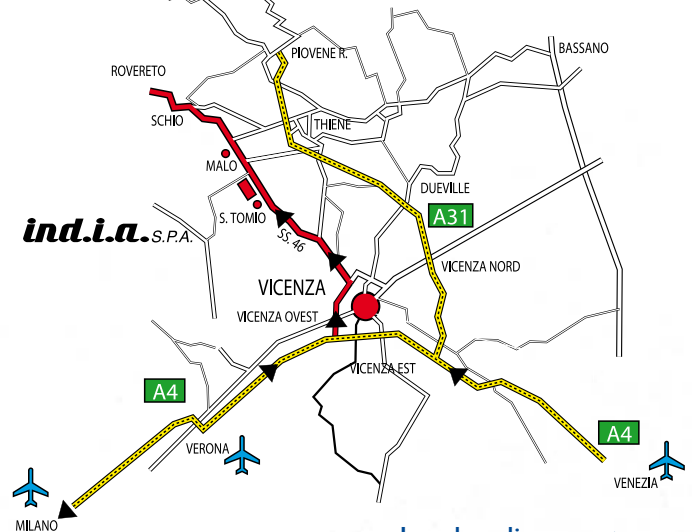 PIOVENE R.
BASSANO
ROVERETO
SCHIO
THIENE
MALO
DUEVILLE
S. TOMIO
A31
ind.i.a. S.P.A.
SS. 46
VICENZA NORD
VICENZA
VICENZA OVEST
VICENZA EST
A4
A4
VERONA
VENEZIA
MILANO